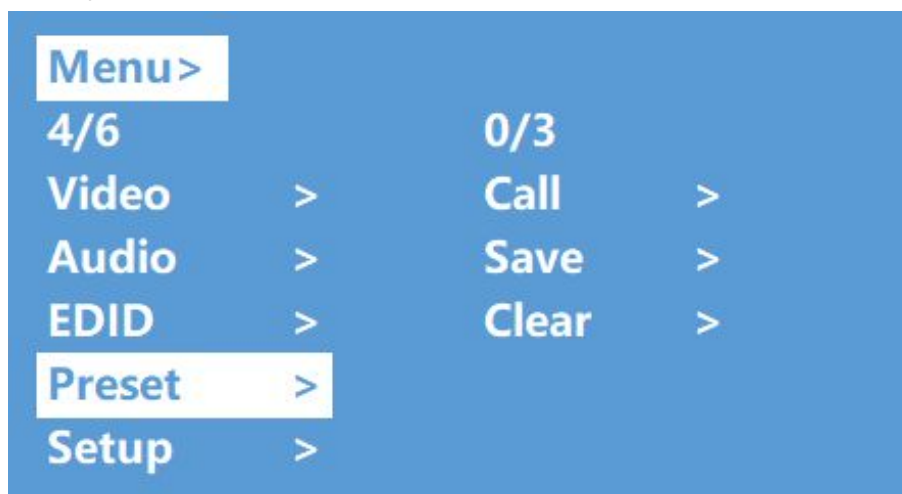 Menu>
4/6 0/3
Video > Call >
Audio > Save >
EDID > Clear >
Preset >
Setup >